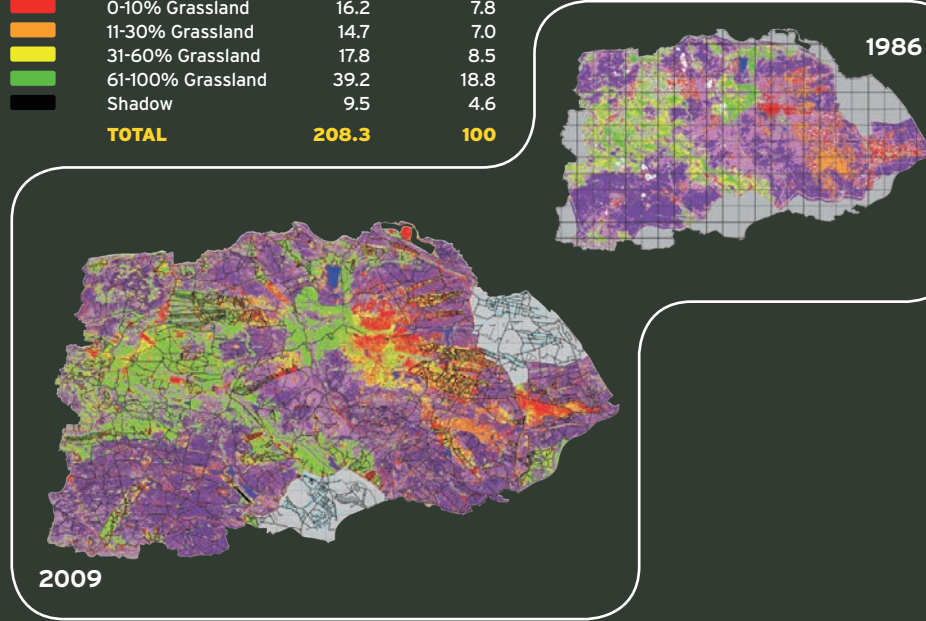 0-10% Grassland 16.2 7.8
11-30% Grassland 14.7 7.0
31-60% Grassland 17.8 8.5
61-100% Grassland 39.2 18.8
Shadow 9.5 4.6
TOTAL 208.3 100
1986
2009